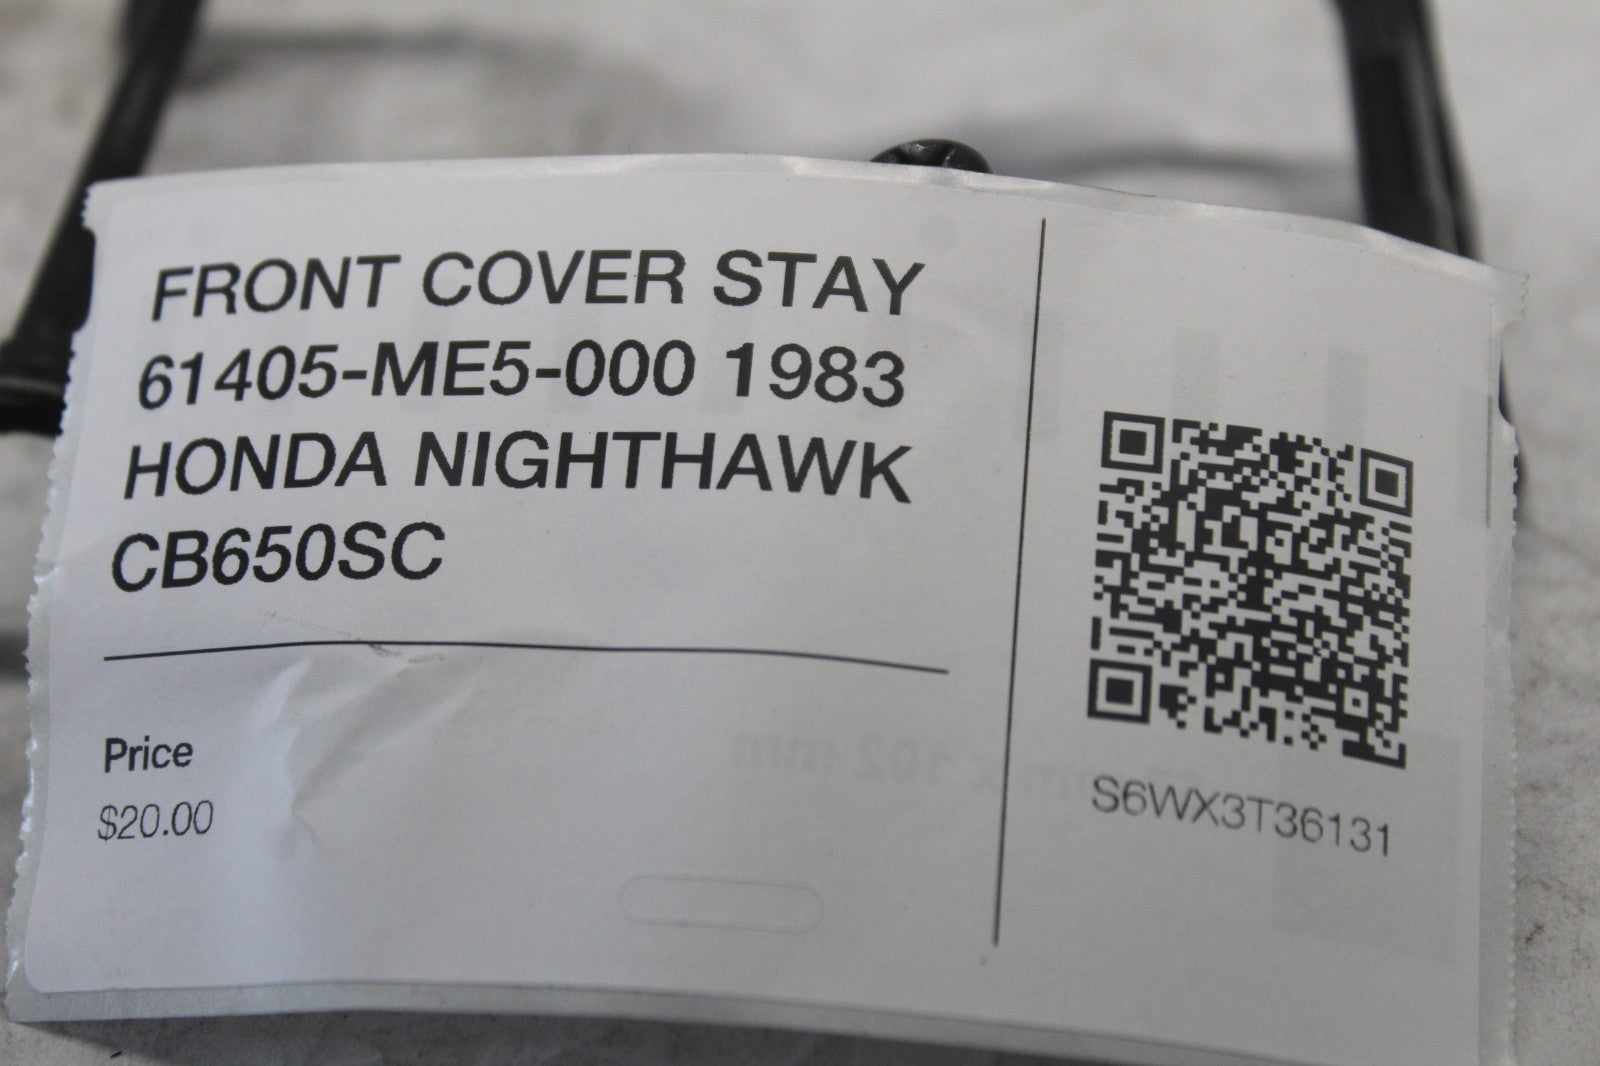 FRONT COVER STAY
61405-ME5-000 1983
HONDA NIGHTHAWK
CB650SC
Price
$20.00
S6WX3T36131